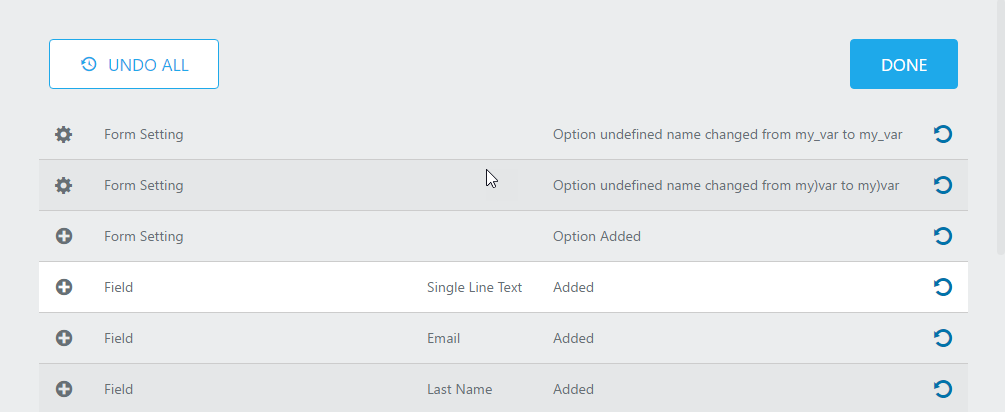 UNDO ALL
DONE
Form Setting Option undefined name changed from my_var to my_var
Form Setting Option undefined name changed from my)var to my)var
Form Setting Option Added
Field Single Line Text Added
Field Email Added
Field Last Name Added